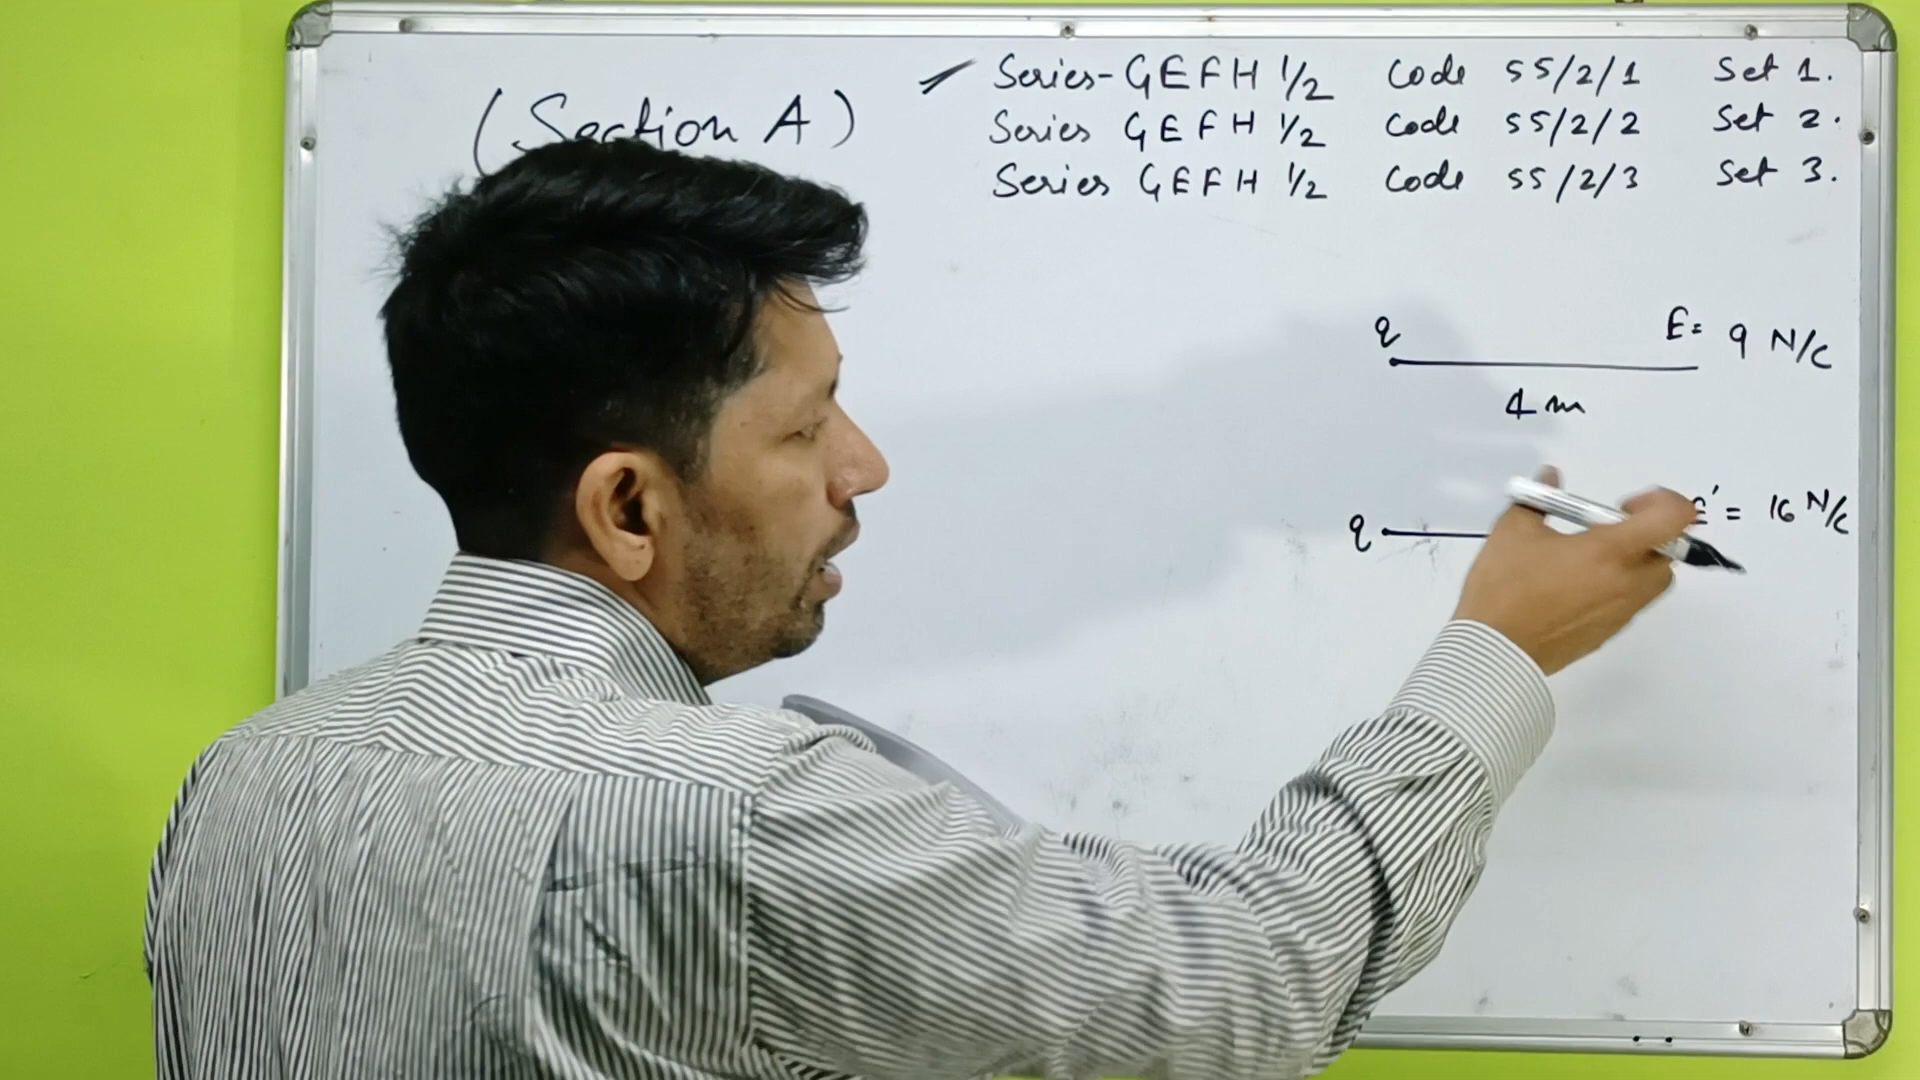 (Section A)
Series-GEFH 1/2 Code 55/2/1 Set 1.
Series GEFH 1/2 Code 55/2/2 Set 2.
Series GEFH 1/2 Code 55/2/3 Set 3.
q E= 9 N/C
4 m
q E' = 16 N/C